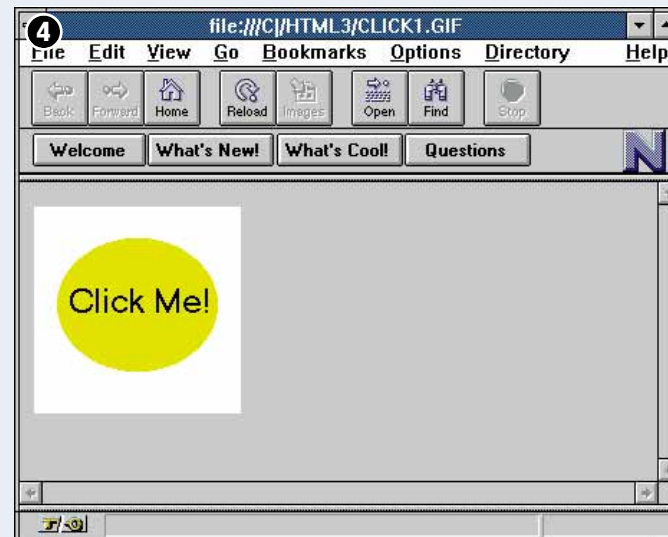 4
file:///C|/HTML3/CLICK1.GIF
File Edit View Go Bookmarks Options Directory Help
Back Forward Home Reload Images Open Find Stop
Welcome What's New! What's Cool! Questions
N
Click Me!